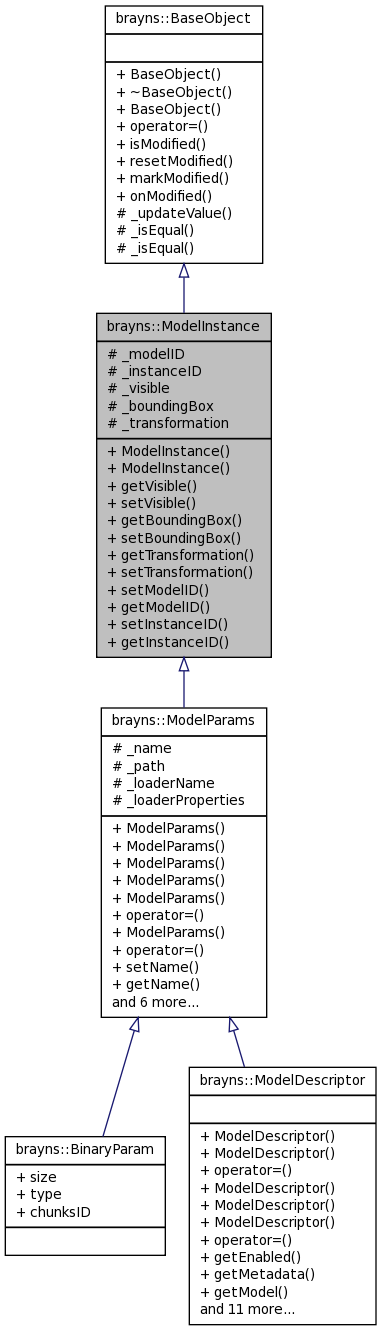 brayns::BaseObject
+ BaseObject()
+ ~BaseObject()
+ BaseObject()
+ operator=()
+ isModified()
+ resetModified()
+ markModified()
+ onModified()
# _updateValue()
# _isEqual()
# _isEqual()
brayns::ModelInstance
# _modelID
# _instanceID
# _visible
# _boundingBox
# _transformation
+ ModelInstance()
+ ModelInstance()
+ getVisible()
+ setVisible()
+ getBoundingBox()
+ setBoundingBox()
+ getTransformation()
+ setTransformation()
+ setModelID()
+ getModelID()
+ setInstanceID()
+ getInstanceID()
brayns::ModelParams
# _name
# _path
# _loaderName
# _loaderProperties
+ ModelParams()
+ ModelParams()
+ ModelParams()
+ ModelParams()
+ ModelParams()
+ operator=()
+ ModelParams()
+ operator=()
+ setName()
+ getName()
and 6 more...
brayns::BinaryParam
+ size
+ type
+ chunksID
brayns::ModelDescriptor
+ ModelDescriptor()
+ ModelDescriptor()
+ operator=()
+ ModelDescriptor()
+ ModelDescriptor()
+ ModelDescriptor()
+ operator=()
+ getEnabled()
+ getMetadata()
+ getModel()
and 11 more...